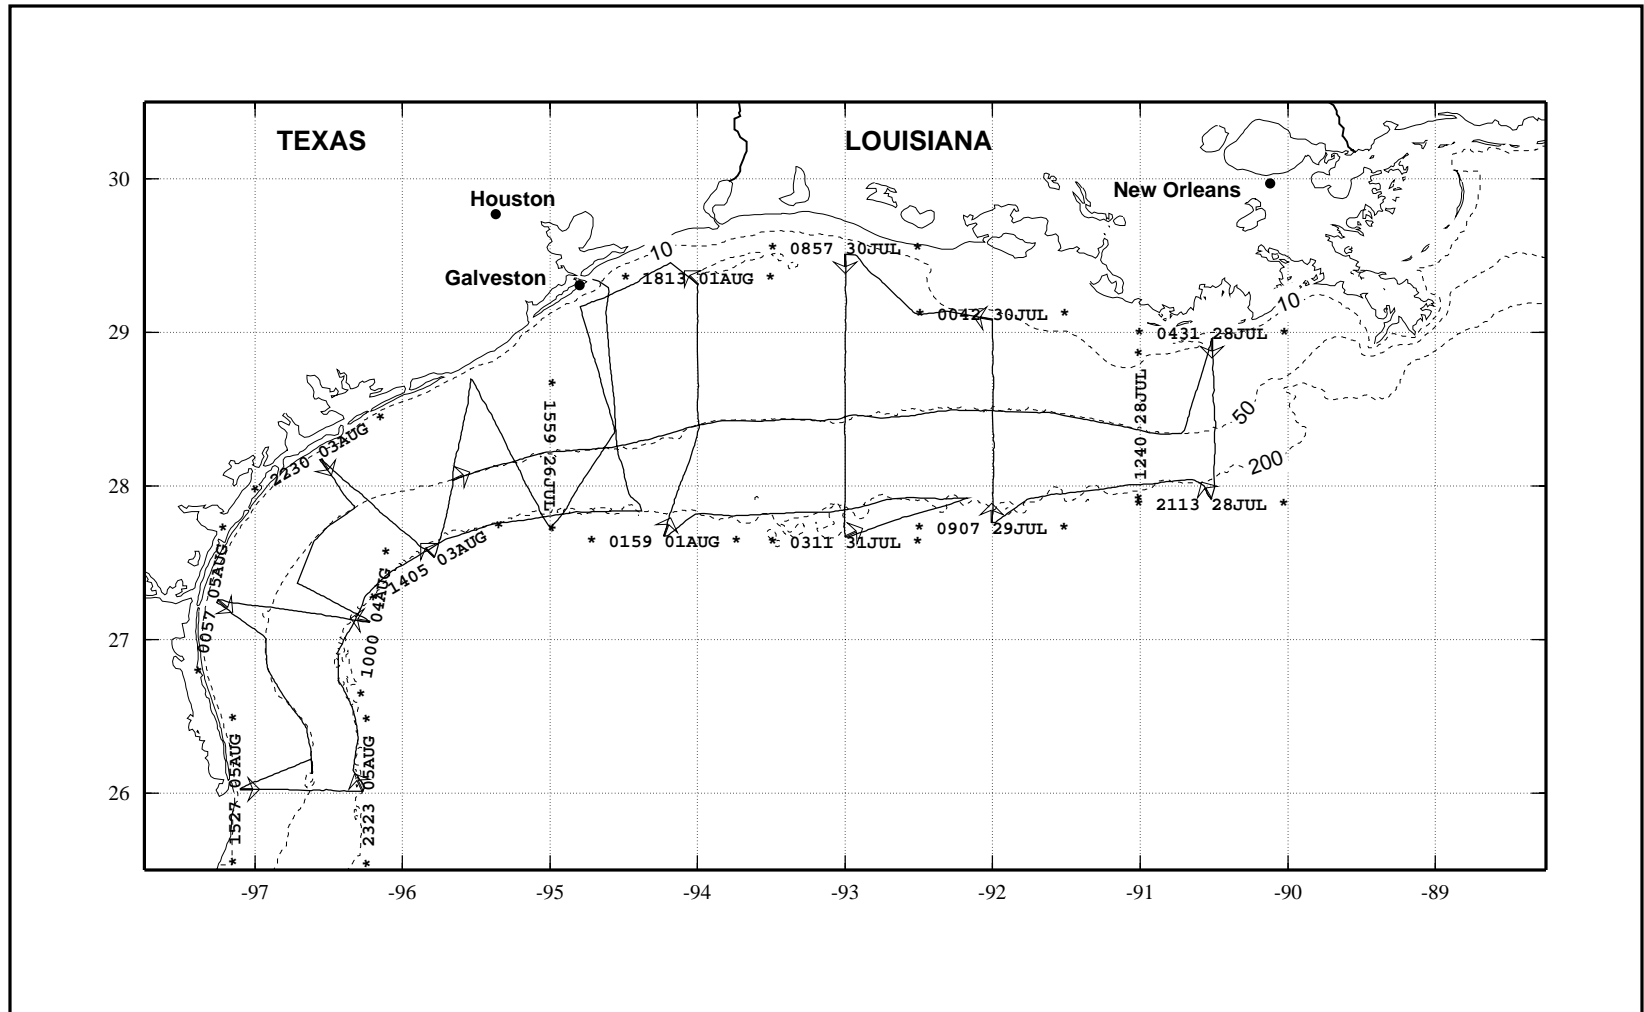 TEXAS
LOUISIANA
Houston
Galveston
New Orleans
10
* 0857 30JUL *
* 1813 01AUG *
* 0042 30JUL *
10
* 0431 28JUL *
* 1559 26JUL *
* 1240 28JUL *
50
200
* 2230 03AUG *
* 2113 28JUL *
* 0907 29JUL *
* 0159 01AUG *
* 0311 31JUL *
* 1405 03AUG *
* 0057 05AUG *
* 1000 04AUG *
* 1527 05AUG *
* 2323 05AUG *
30
29
28
27
26
-97 -96 -95 -94 -93 -92 -91 -90 -89